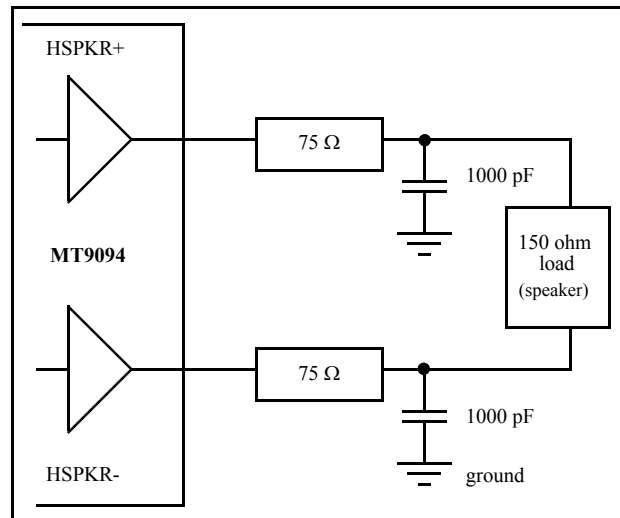 HSPKR+
75 Ω
1000 pF
MT9094
150 ohm
load
(speaker)
75 Ω
1000 pF
HSPKR-
ground